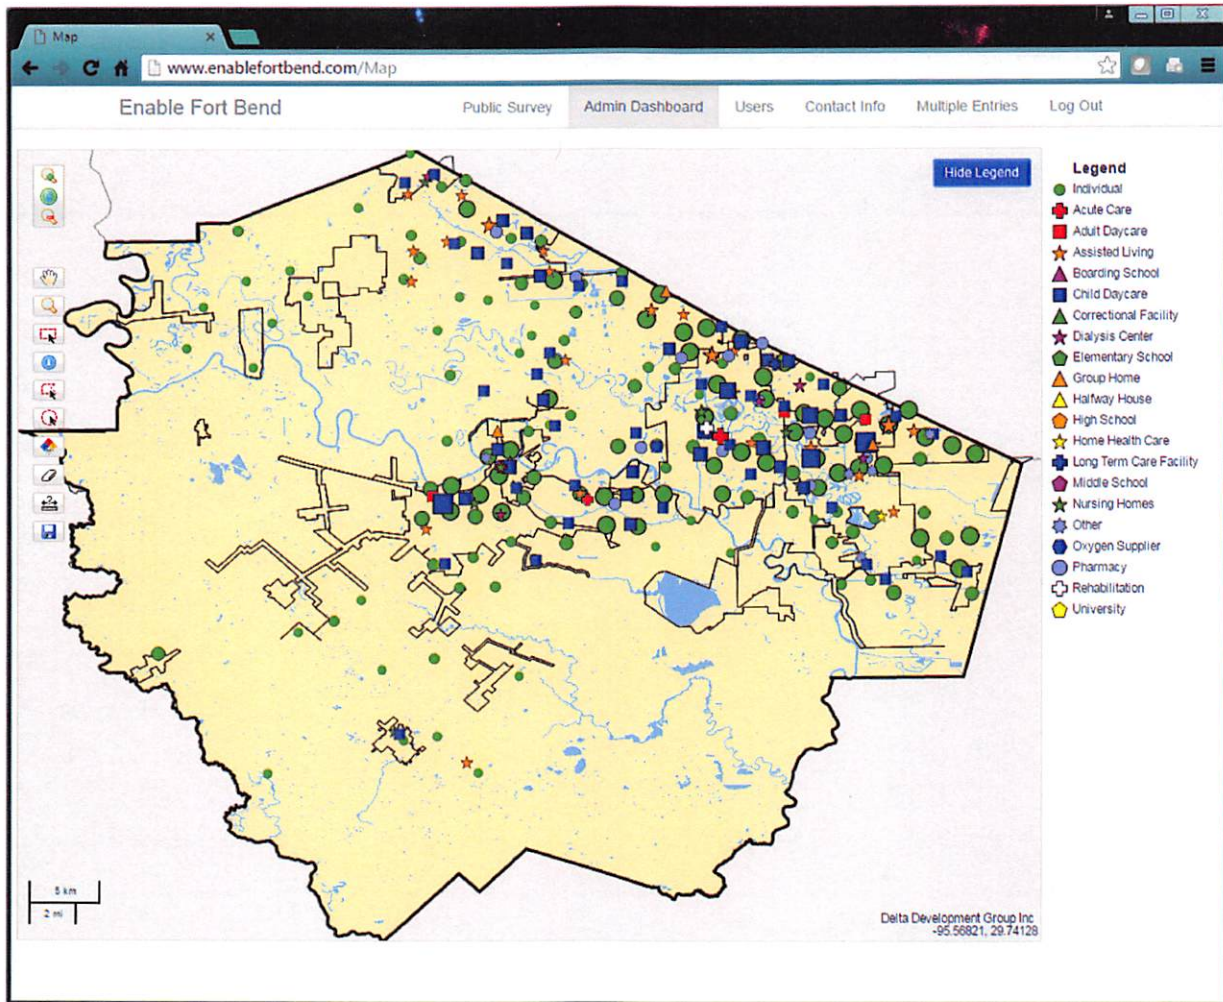 Map
www.enablefortbend.com/Map
Enable Fort Bend
Public Survey
Admin Dashboard
Users
Contact Info
Multiple Entries
Log Out
Hide Legend
Legend
Individual
Acute Care
Adult Daycare
Assisted Living
Boarding School
Child Daycare
Correctional Facility
Dialysis Center
Elementary School
Group Home
Halfway House
High School
Home Health Care
Long Term Care Facility
Middle School
Nursing Homes
Other
Oxygen Supplier
Pharmacy
Rehabilitation
University
5 km
2 mi
Delta Development Group Inc
-95.56821, 29.74128